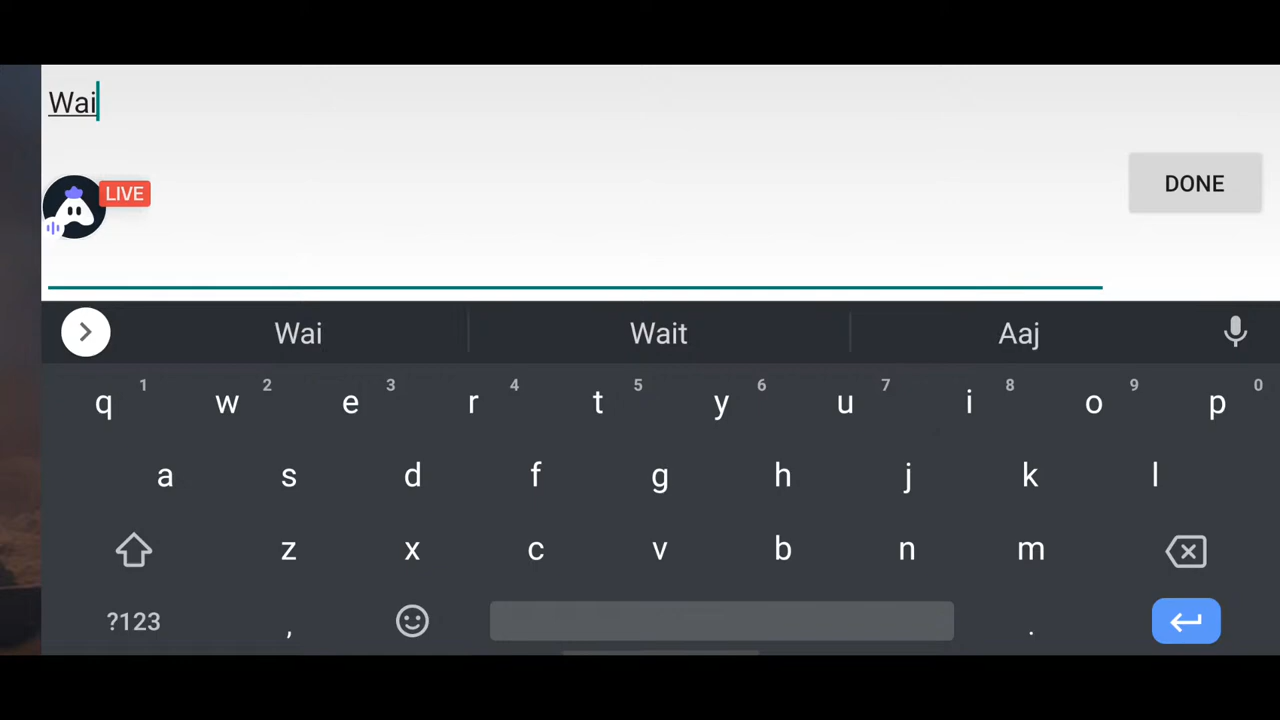 Wai
LIVE
DONE
Wai Wait Aaj
q 1 w 2 e 3 r 4 t 5 y 6 u 7 i 8 o 9 p 0
a s d f g h j k l
z x c v b n m
?123 , .